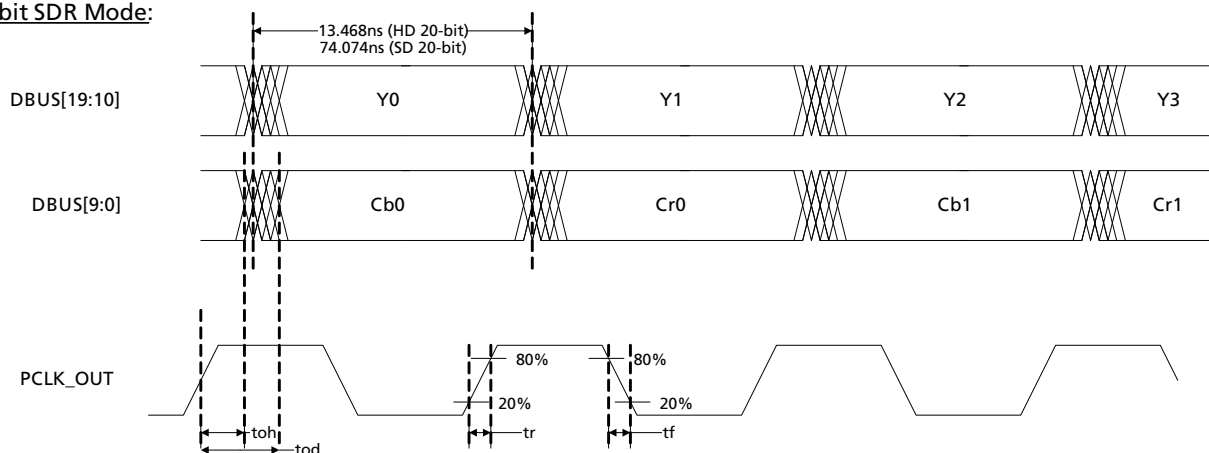 bit SDR Mode:
13.468ns (HD 20-bit)
74.074ns (SD 20-bit)
DBUS[19:10]
Y0
Y1
Y2
Y3
DBUS[9:0]
Cb0
Cr0
Cb1
Cr1
PCLK_OUT
80%
80%
20%
20%
toh
tr
tf
tod